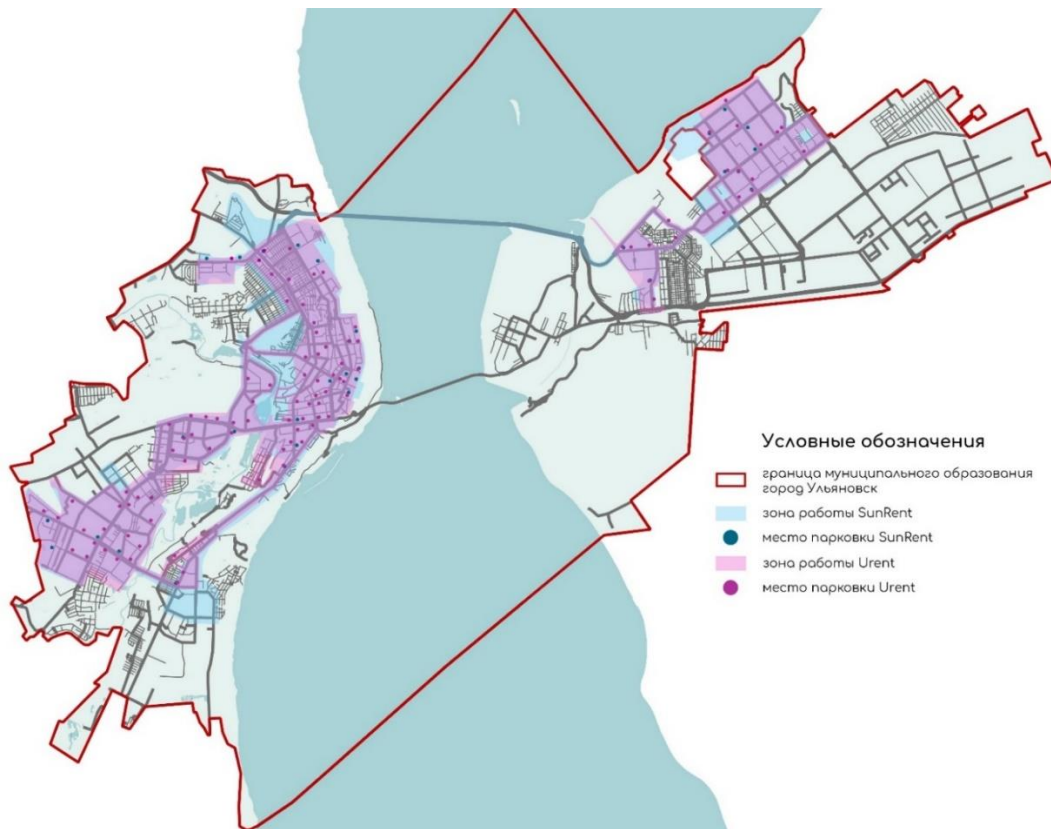 Условные обозначения
граница муниципального образования
город Ульяновск
зона работы SunRent
место парковки SunRent
зона работы Urent
место парковки Urent